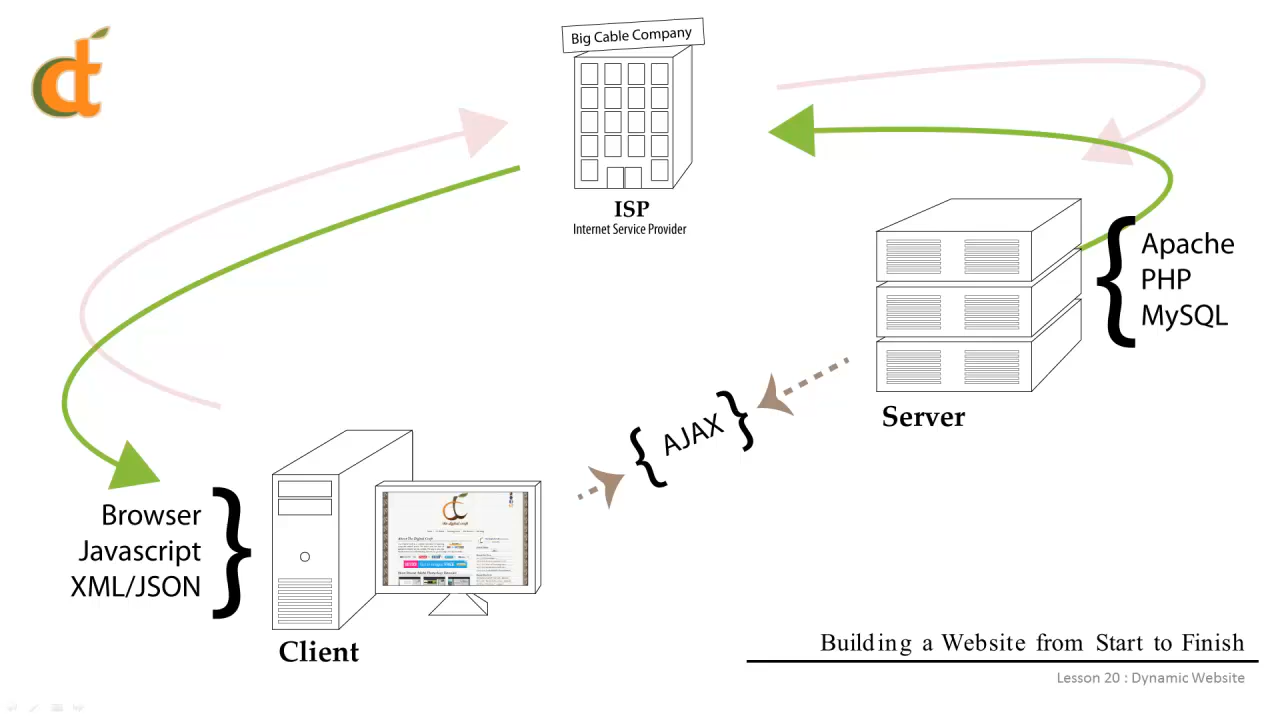 Big Cable Company
ISP
Internet Service Provider
Apache
PHP
MySQL
Server
{ AJAX }
Browser
Javascript
XML/JSON
Client
Building a Website from Start to Finish
Lesson 20 : Dynamic Website